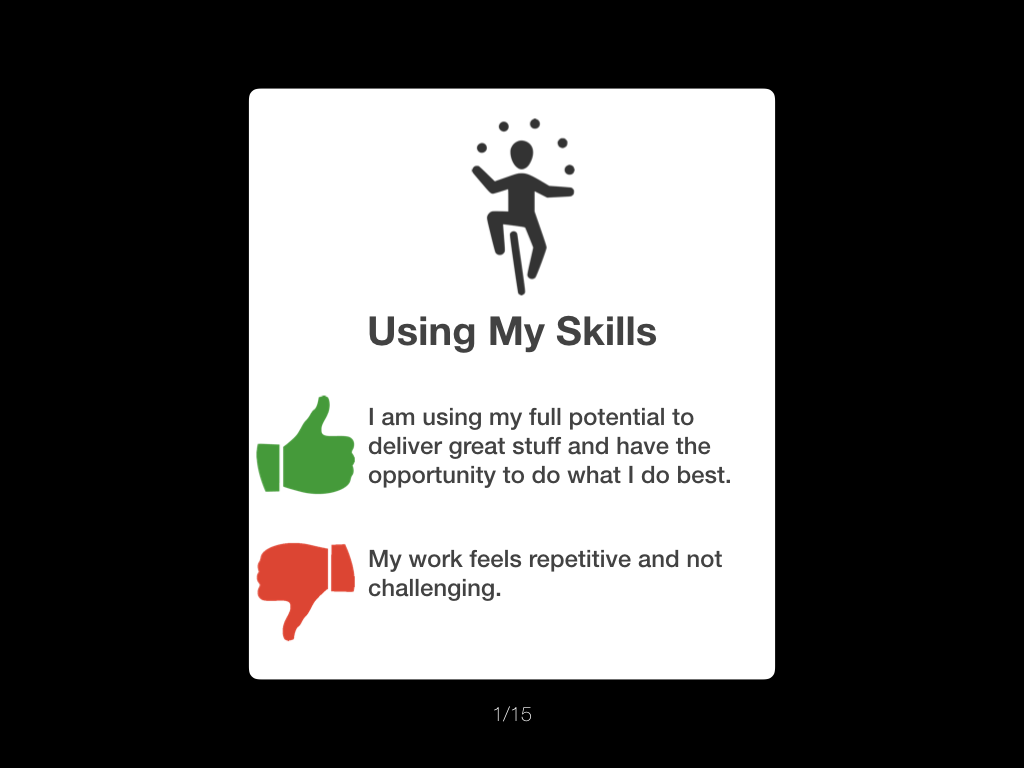 Using My Skills
I am using my full potential to
deliver great stuff and have the
opportunity to do what I do best.
My work feels repetitive and not
challenging.
1/15